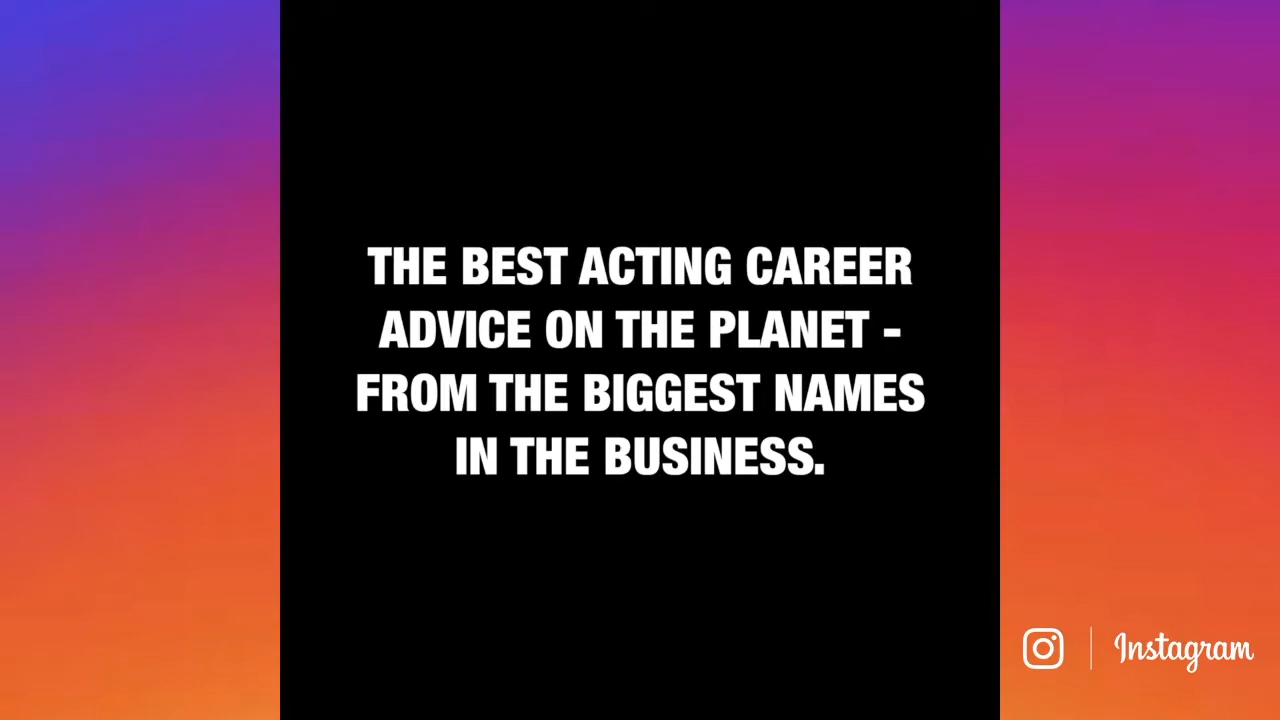 THE BEST ACTING CAREER
ADVICE ON THE PLANET -
FROM THE BIGGEST NAMES
IN THE BUSINESS.
Instagram